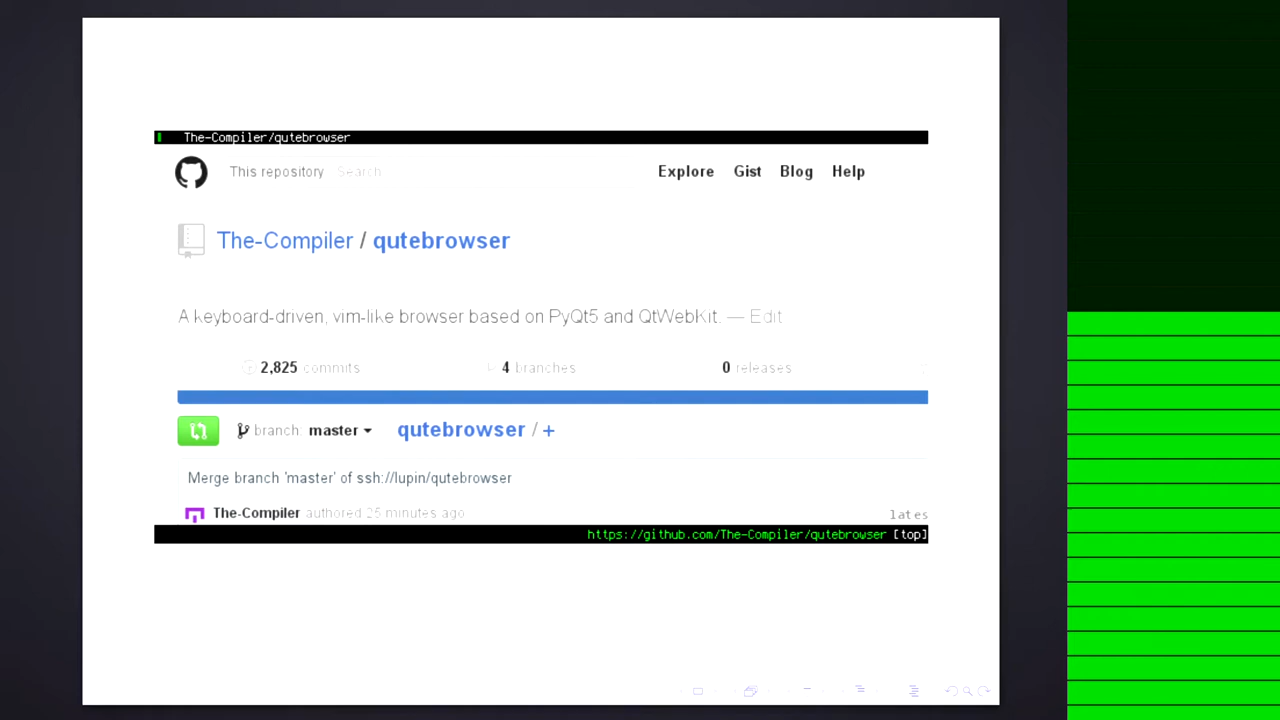 The-Compiler/qutebrowser
This repository Search Explore Gist Blog Help
The-Compiler / qutebrowser
A keyboard-driven, vim-like browser based on PyQt5 and QtWebKit. — Edit
2,825 commits 4 branches 0 releases
branch: master qutebrowser / +
Merge branch 'master' of ssh://lupin/qutebrowser
The-Compiler authored 25 minutes ago lates
https://github.com/The-Compiler/qutebrowser [top]